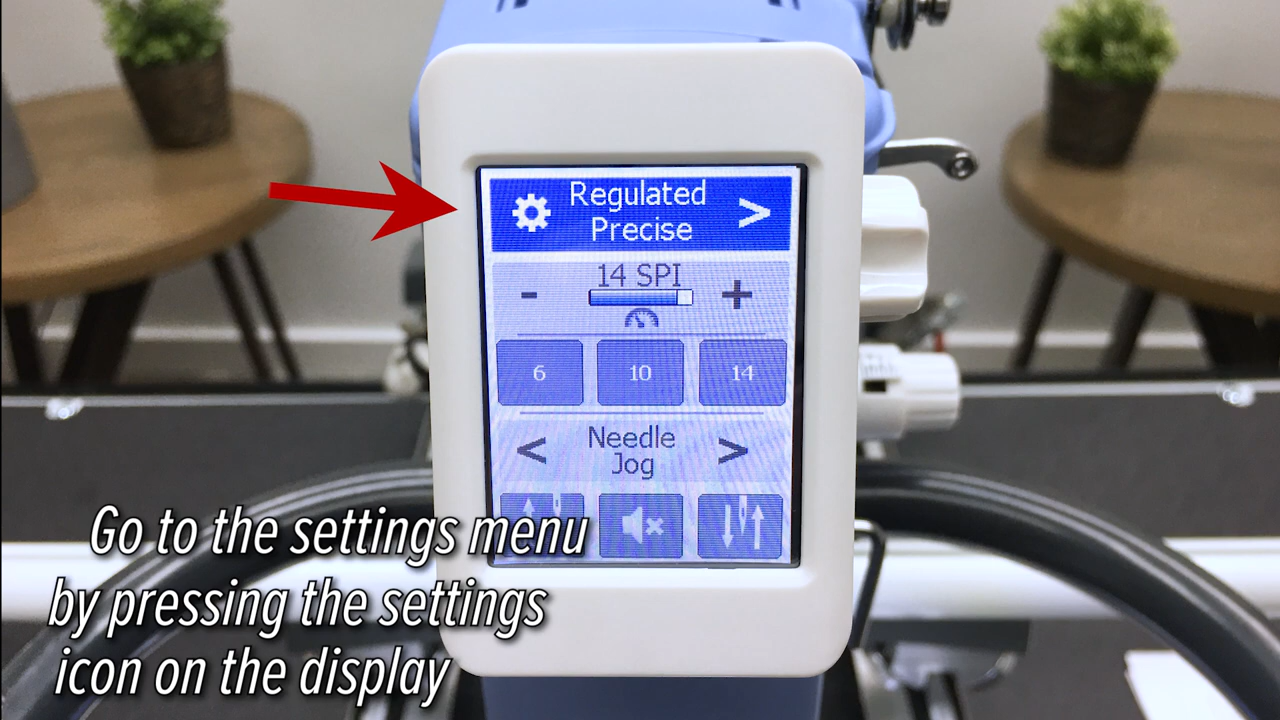 Regulated
Precise
>
14 SPI
- +
6 10 14
< Needle >
Jog
Go to the settings menu
by pressing the settings
icon on the display